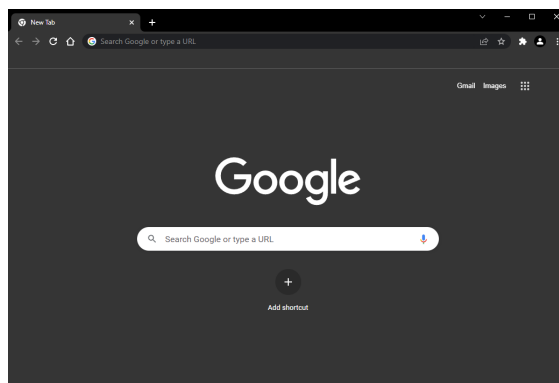 New Tab
Search Google or type a URL
Gmail Images
Google
Search Google or type a URL
Add shortcut